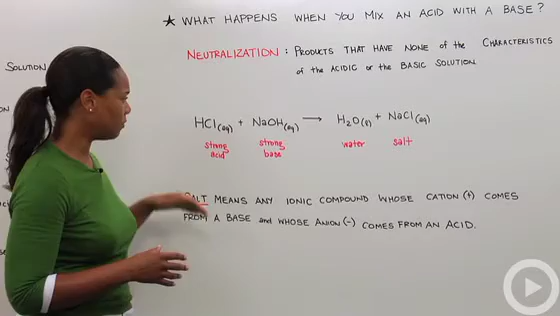 ★ WHAT HAPPENS WHEN YOU MIX AN ACID WITH A BASE?
NEUTRALIZATION: PRODUCTS THAT HAVE NONE of the CHARACTERISTICS
of the ACIDIC or the BASIC SOLUTION
SOLUTION
HCl(aq) + NaOH(aq) → H₂O(l) + NaCl(aq)
strong acid strong base water salt
SALT MEANS ANY IONIC COMPOUND WHOSE CATION (+) COMES
FROM A BASE and WHOSE ANION (-) COMES FROM AN ACID.